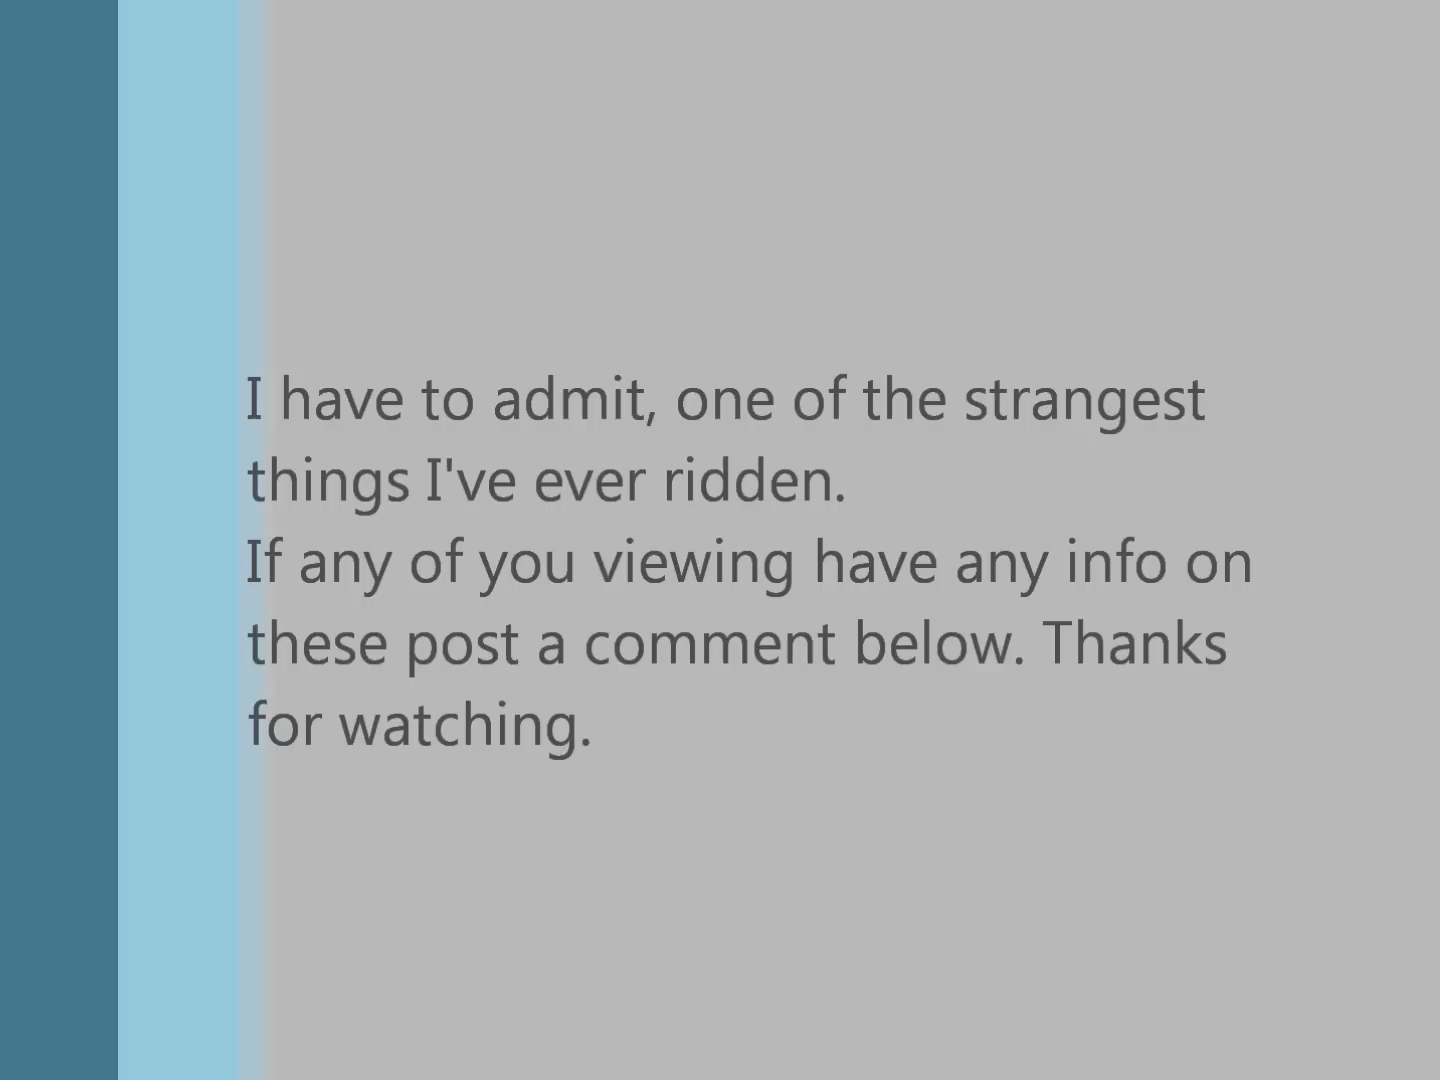 I have to admit, one of the strangest
things I've ever ridden.
If any of you viewing have any info on
these post a comment below. Thanks
for watching.